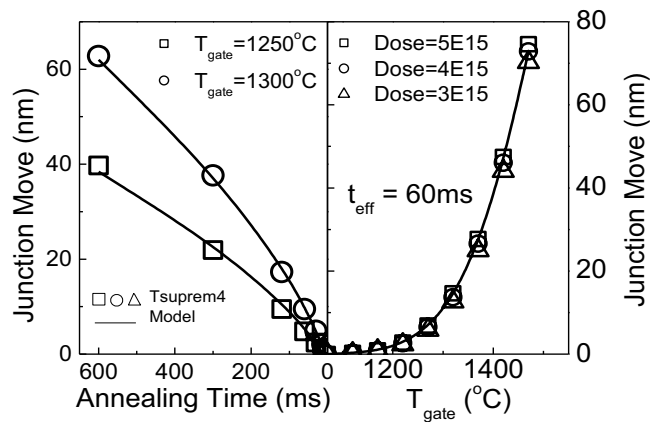 60
40
20
0
Junction Move (nm)
□ T_gate=1250°C
○ T_gate=1300°C
□○△ Tsuprem4
Model
600 400 200 0
Annealing Time (ms)
□ Dose=5E15
○ Dose=4E15
△ Dose=3E15
t_eff = 60ms
1200 1400
T_gate (°C)
80
60
40
20
0
Junction Move (nm)